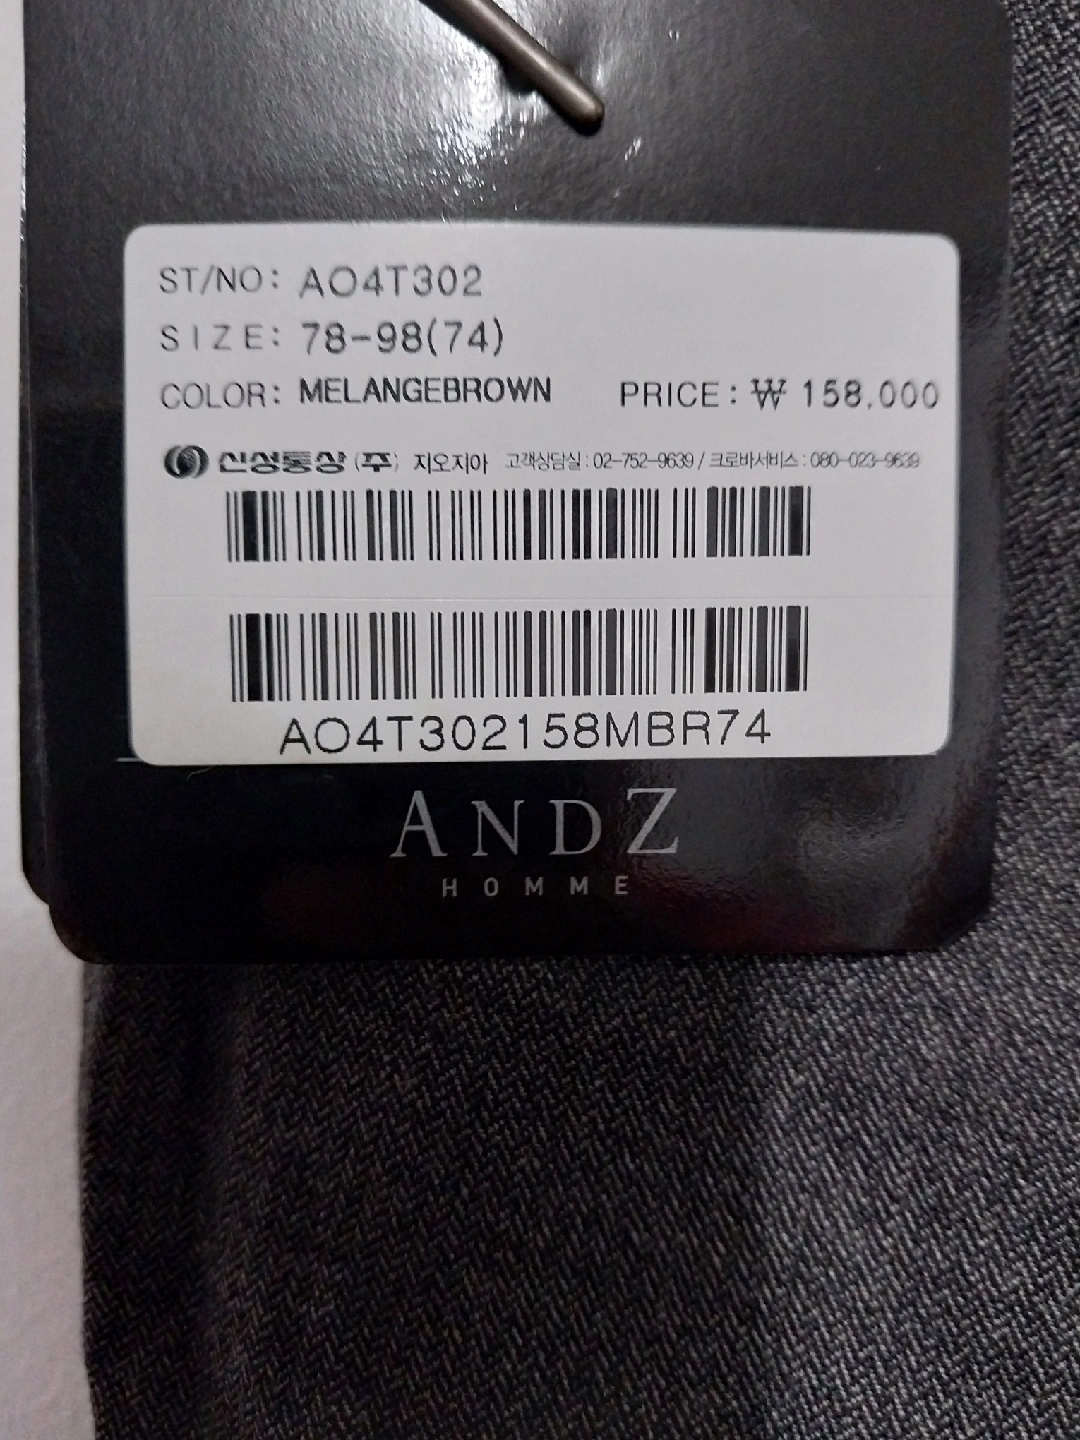 ST/NO: AO4T302
SIZE: 78-98(74)
COLOR: MELANGEBROWN PRICE: ₩ 158,000
신성통상 (주) 지오지아 고객상담실 : 02-752-9639 / 크로바서비스 : 080-023-9639
AO4T302158MBR74
ANDZ
HOMME